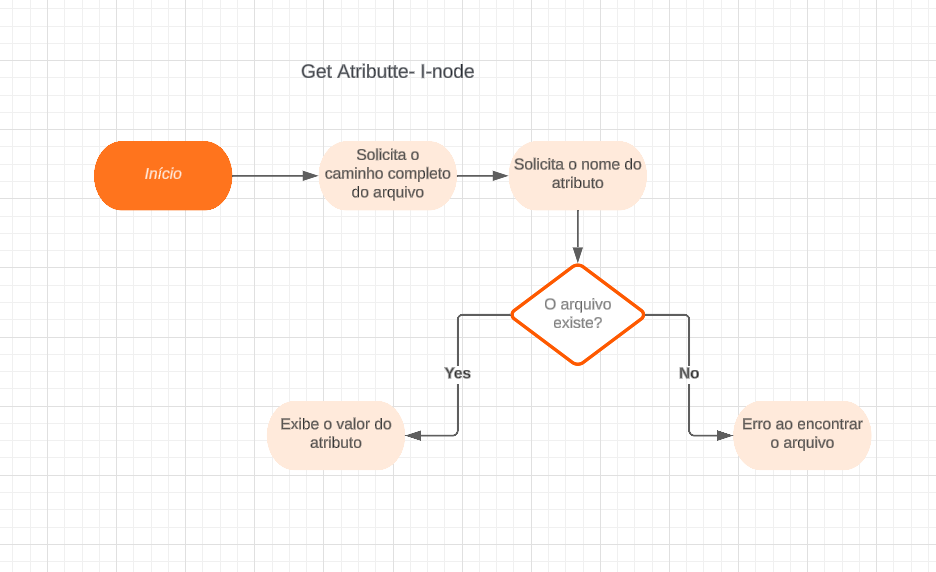 Get Atributte- I-node
Início
Solicita o
caminho completo
do arquivo
Solicita o nome do
atributo
O arquivo
existe?
Yes
No
Exibe o valor do
atributo
Erro ao encontrar
o arquivo